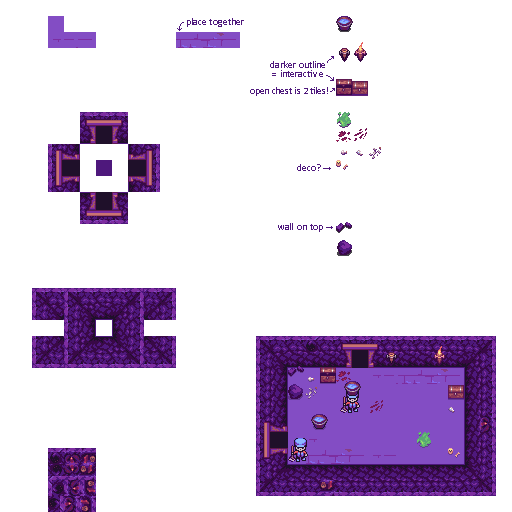 place together
darker outline
= interactive
open chest is 2 tiles!
deco?
wall on top